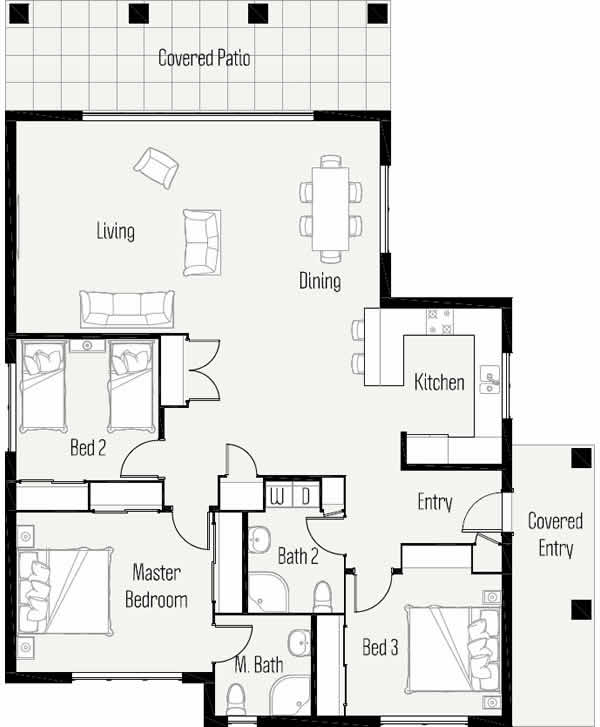 Covered Patio
Living
Dining
Kitchen
Bed 2
Entry
Covered
Entry
W D
Bath 2
Master
Bedroom
Bed 3
M. Bath